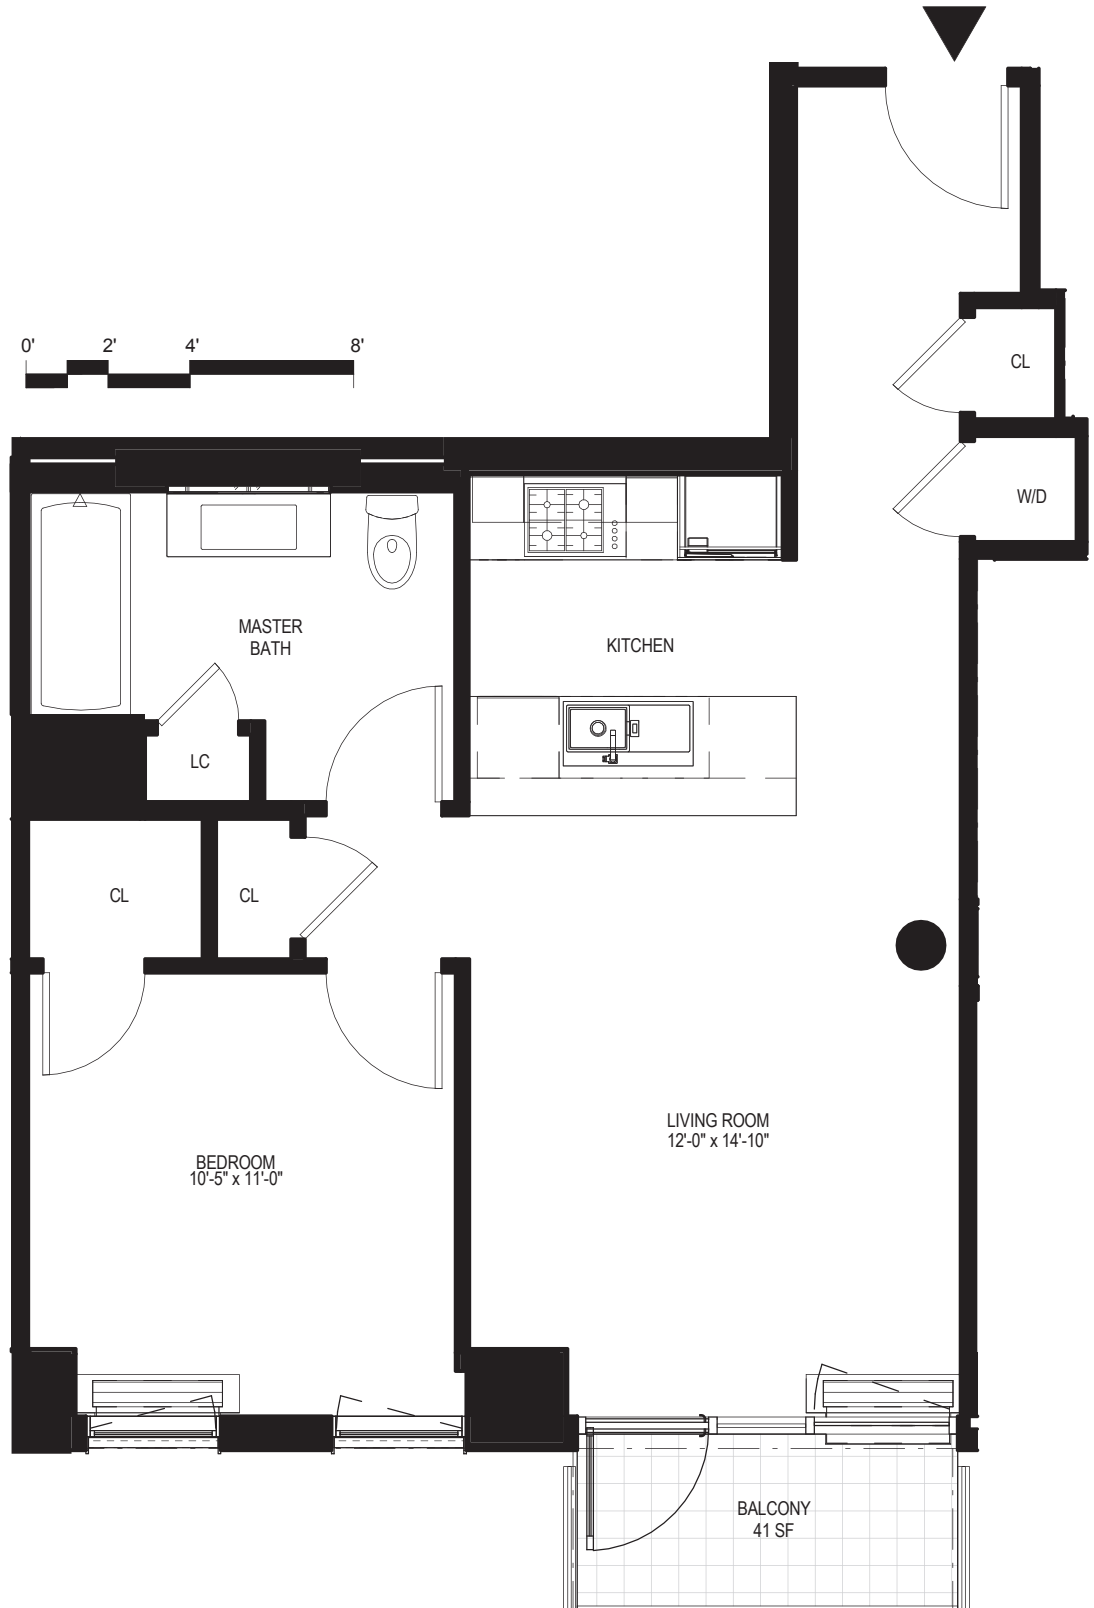 0' 2' 4' 8'
CL
W/D
MASTER
BATH
KITCHEN
LC
CL
CL
LIVING ROOM
12'-0" x 14'-10"
BEDROOM
10'-5" x 11'-0"
BALCONY
41 SF